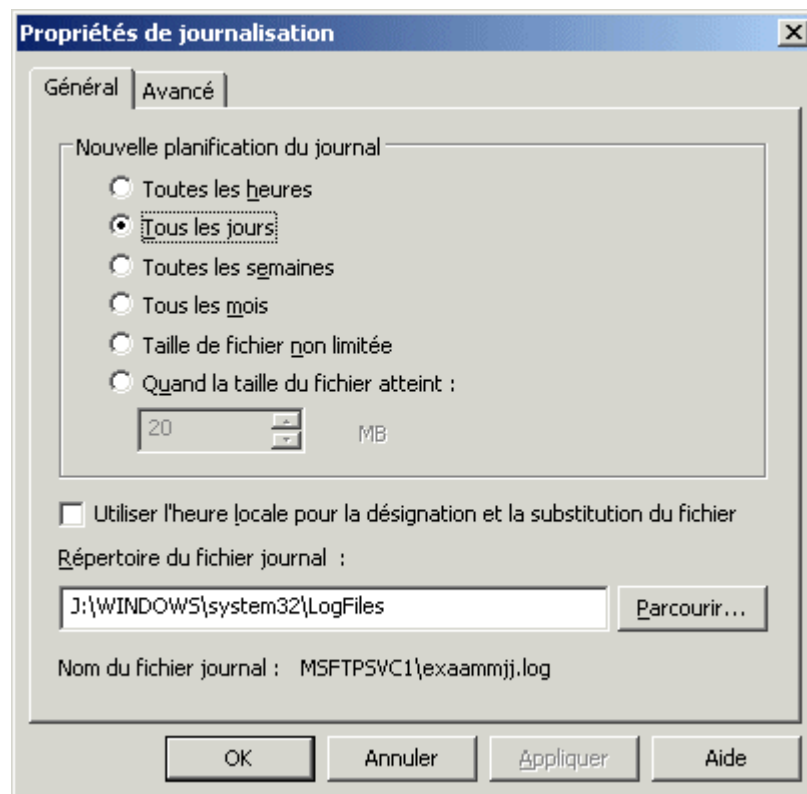 Propriétés de journalisation
Général
Avancé
Nouvelle planification du journal
Toutes les heures
Tous les jours
Toutes les semaines
Tous les mois
Taille de fichier non limitée
Quand la taille du fichier atteint :
20 MB
Utiliser l'heure locale pour la désignation et la substitution du fichier
Répertoire du fichier journal :
J:\WINDOWS\system32\LogFiles Parcourir...
Nom du fichier journal : MSFTPSVC1\exaammjj.log
OK Annuler Appliquer Aide